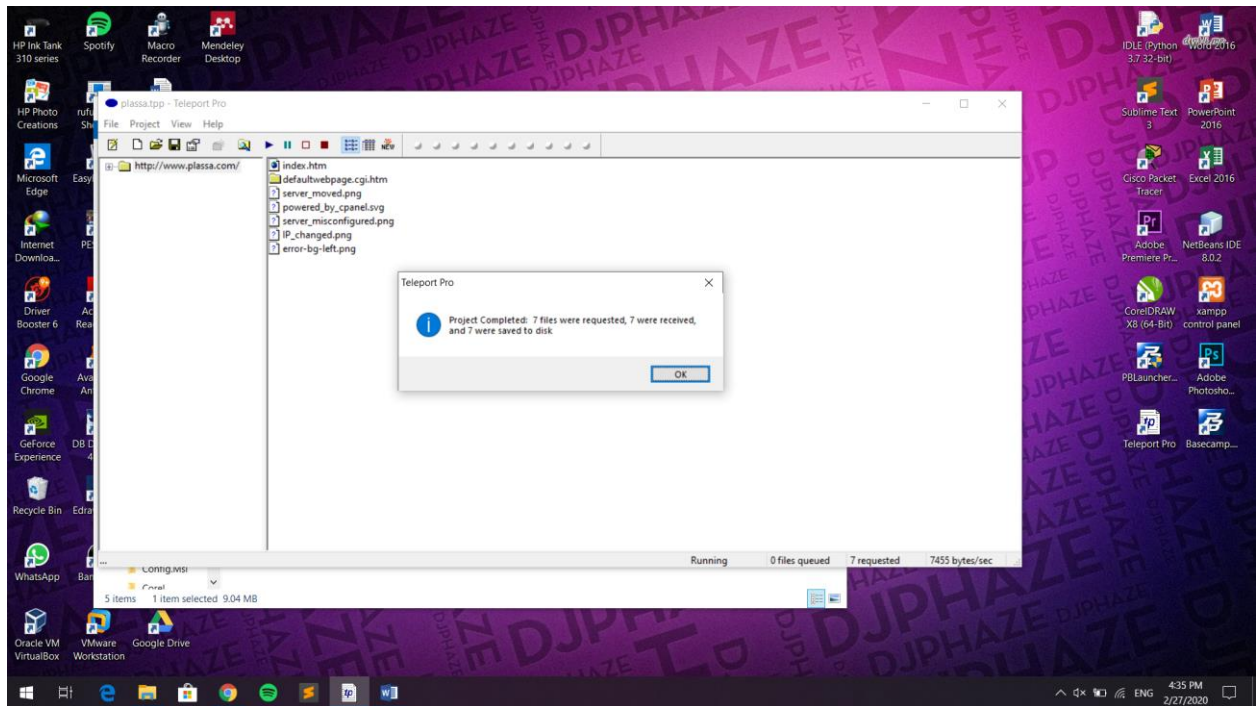 HP Ink Tank
310 series
Spotify
Macro
Recorder
Mendeley
Desktop
IDLE (Python
3.7 32-bit)
HP Photo
Creations
Sublime Text
3
PowerPoint
2016
plassa.tpp - Teleport Pro
File Project View Help
NEW
http://www.plassa.com/
index.htm
defaultwebpage.cgi.htm
server_moved.png
powered_by_cpanel.svg
server_misconfigured.png
IP_changed.png
error-bg-left.png
Teleport Pro
Project Completed: 7 files were requested, 7 were received,
and 7 were saved to disk
OK
... Running 0 files queued 7 requested 7455 bytes/sec
Config.Msi
Corel
5 items 1 item selected 9.04 MB
Microsoft
Edge
Internet
Downloa...
Driver
Booster 6
Google
Chrome
GeForce
Experience
Recycle Bin
WhatsApp
Oracle VM
VirtualBox
VMware
Workstation
Google Drive
Cisco Packet
Tracer
Excel 2016
Pr
Adobe
Premiere Pr...
NetBeans IDE
8.0.2
CorelDRAW
X8 (64-Bit)
xampp
control panel
PBLauncher...
Ps
Adobe
Photosho...
tp
Teleport Pro
Basecamp...
DJPHAZE
ENG
4:35 PM
2/27/2020